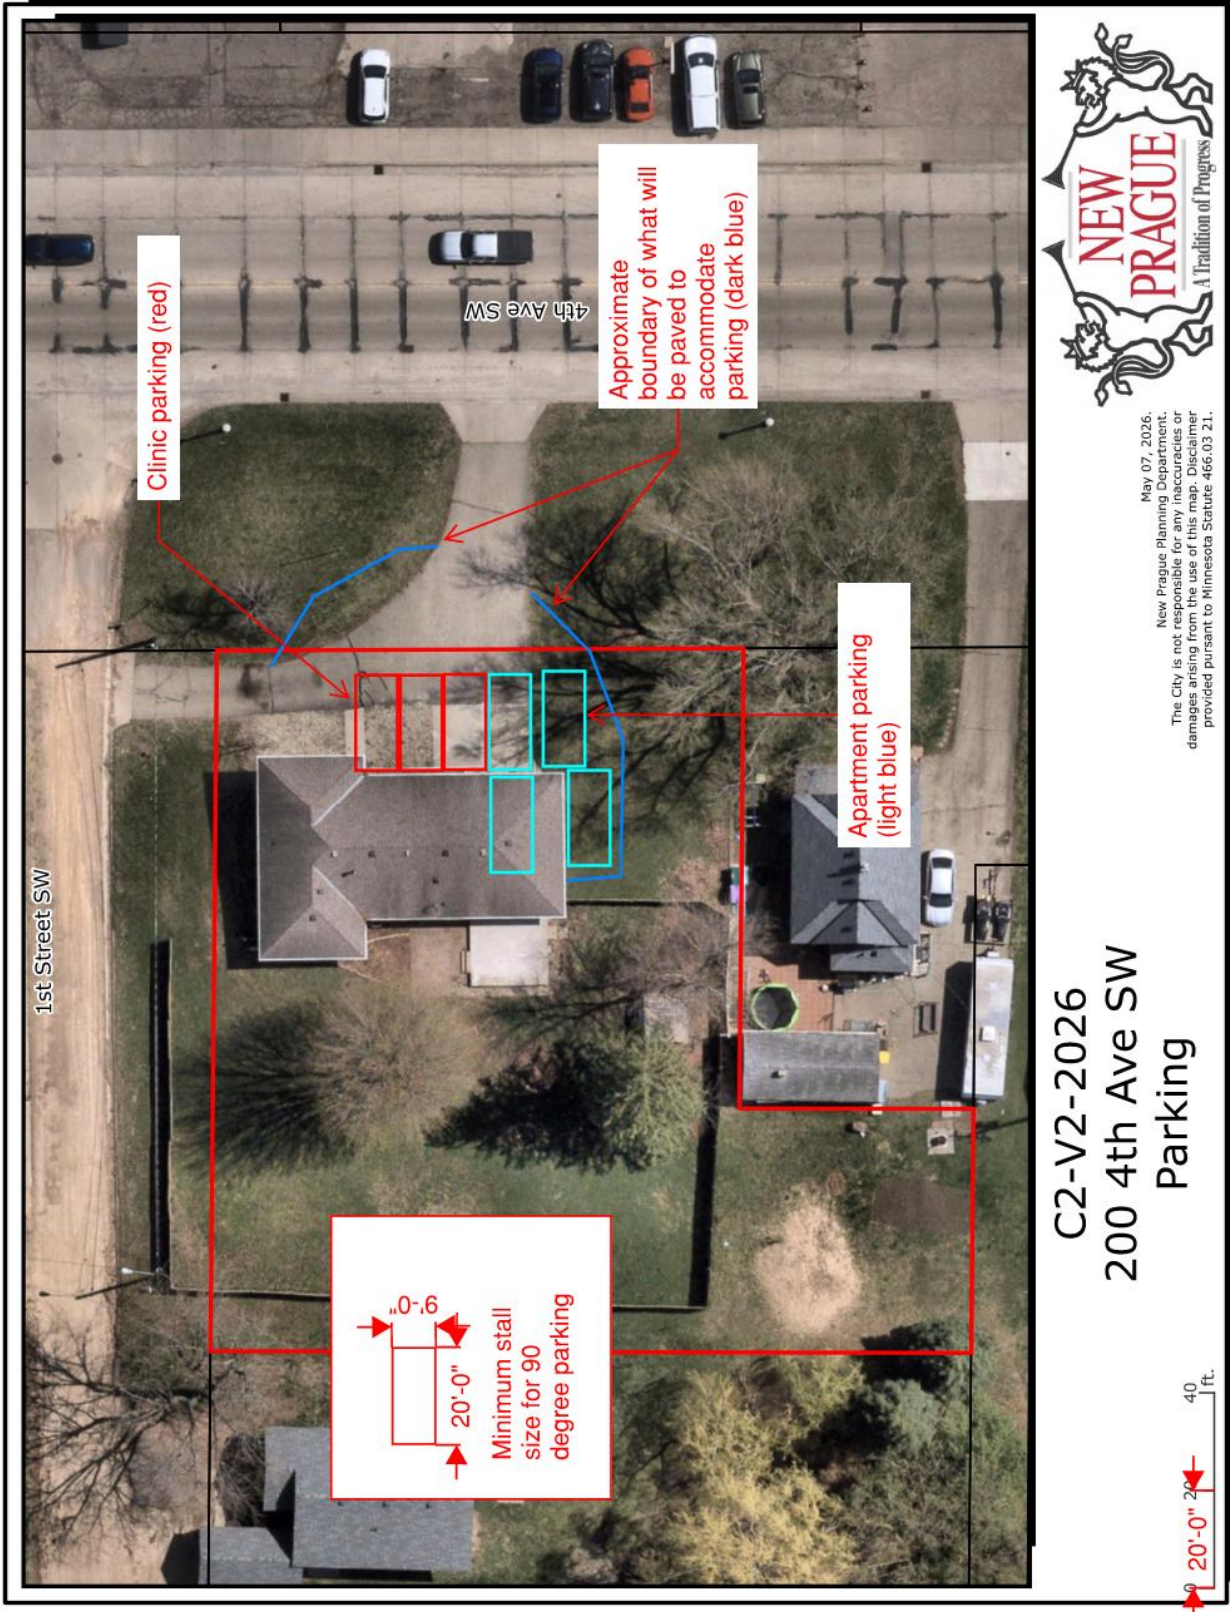 1st Street SW
4th Ave SW
Clinic parking (red)
Approximate
boundary of what will
be paved to
accommodate
parking (dark blue)
Apartment parking
(light blue)
9'-0"
20'-0"
Minimum stall
size for 90
degree parking
C2-V2-2026
200 4th Ave SW
Parking
0 20 40
ft.
20'-0"
May 07, 2026.
New Prague Planning Department.
The City is not responsible for any inaccuracies or
damages arising from the use of this map. Disclaimer
provided pursuant to Minnesota Statute 466.03 21.
NEW
PRAGUE
A Tradition of Progress